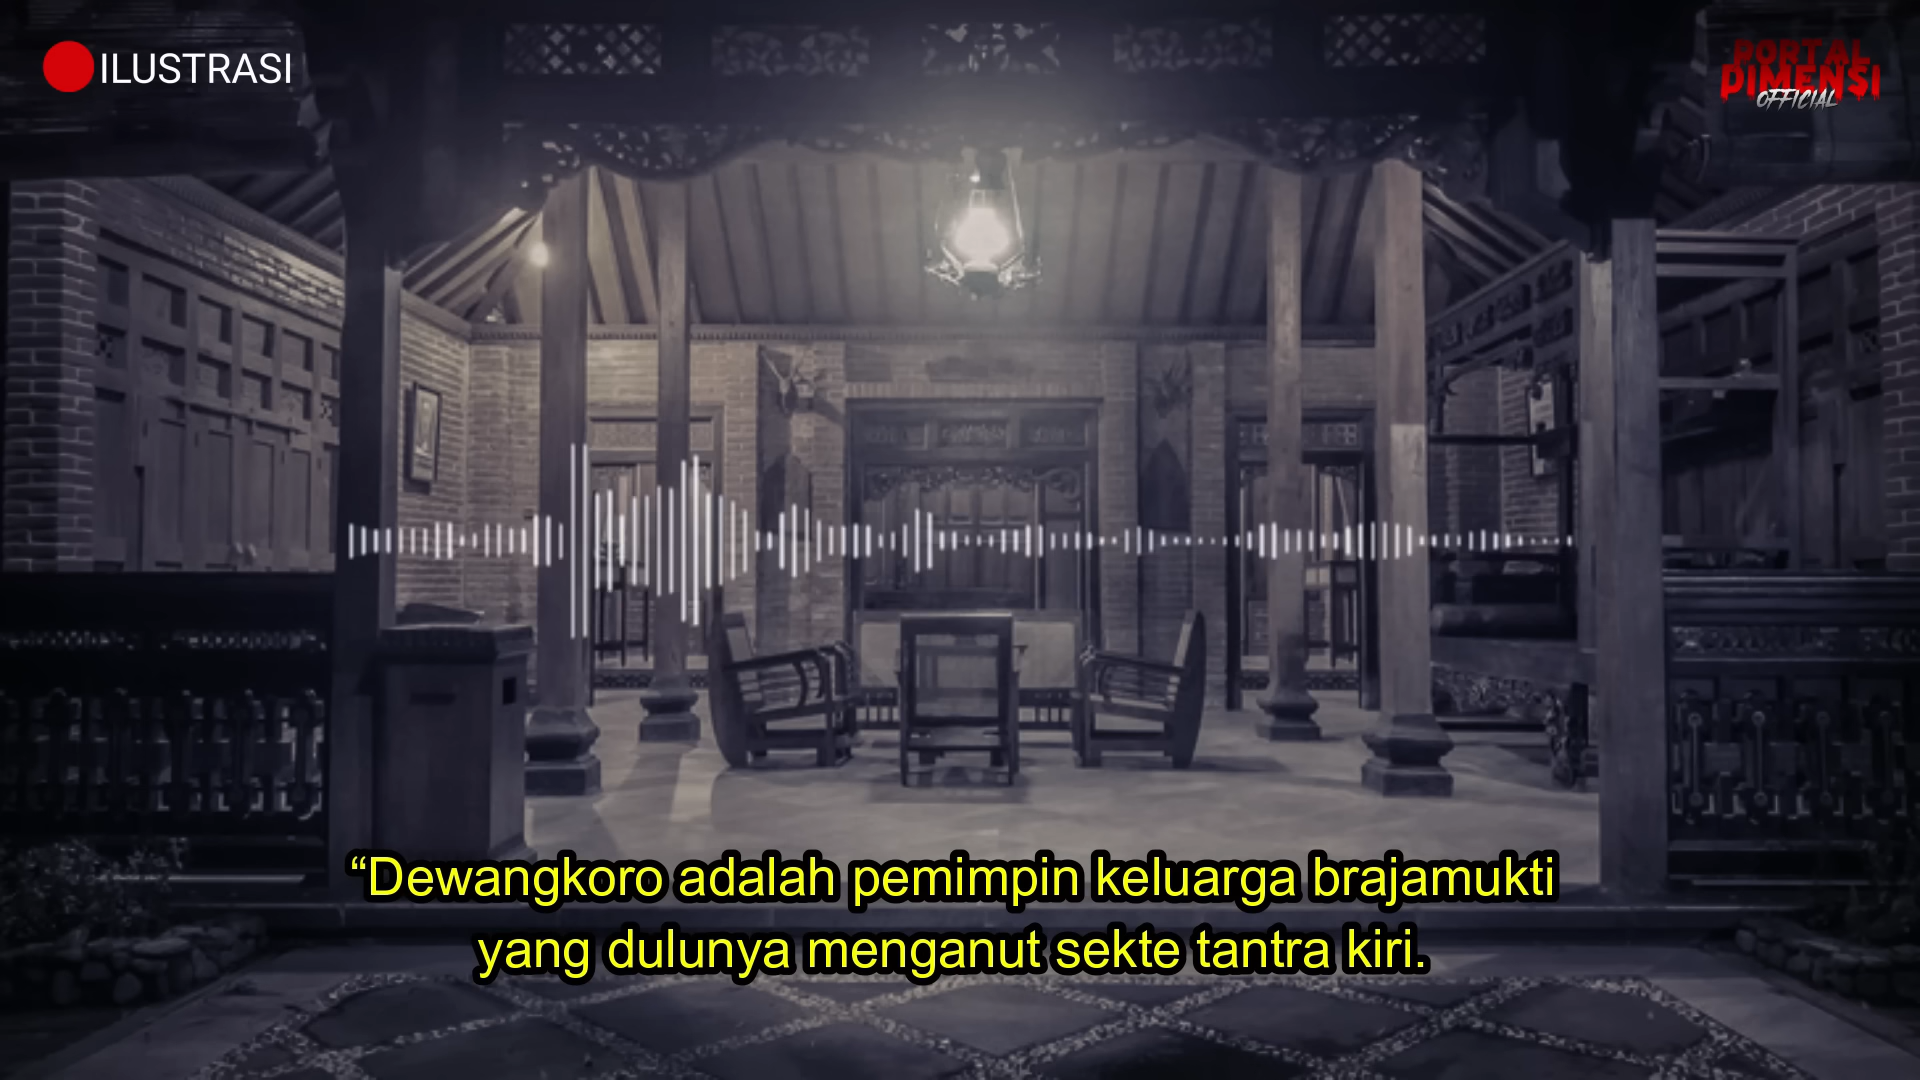 ILUSTRASI
PORTAL
DIMENSI
OFFICIAL
“Dewangkoro adalah pemimpin keluarga brajamukti
yang dulunya menganut sekte tantra kiri.